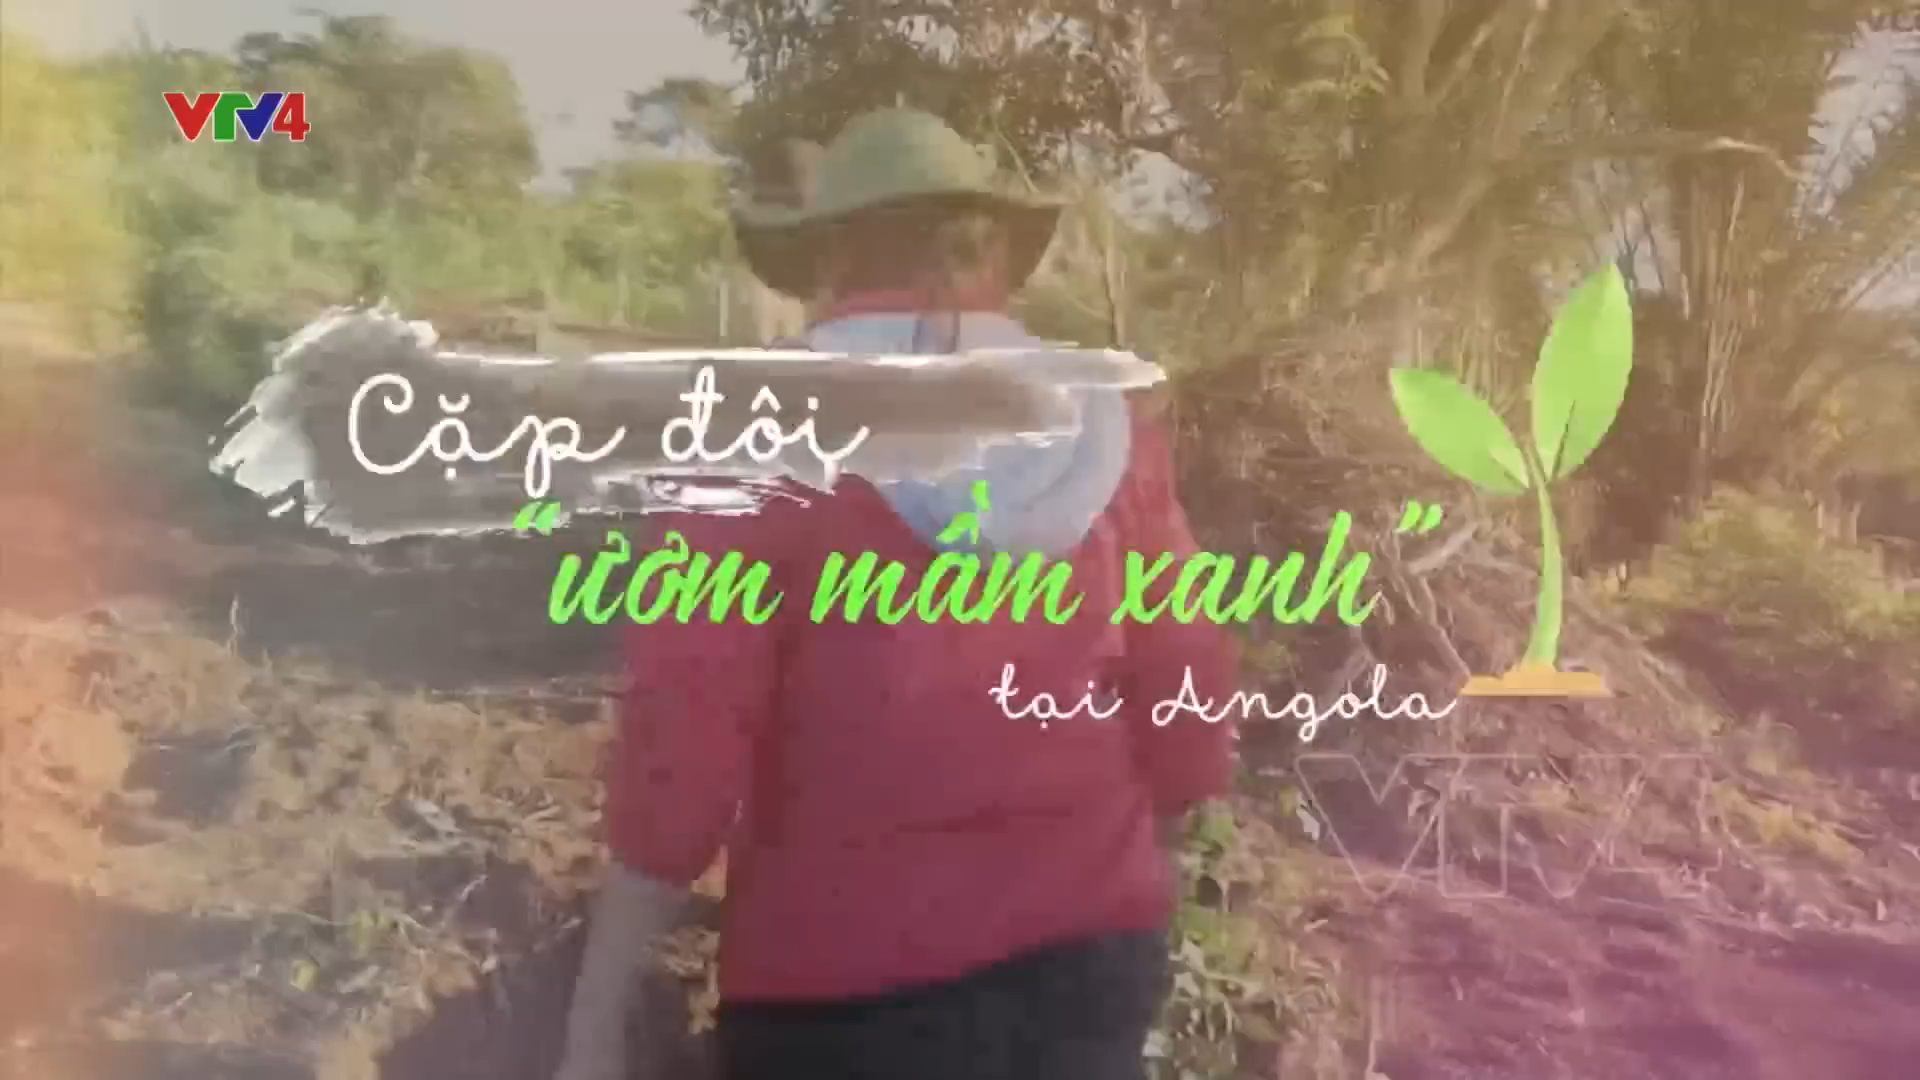 VTV4
Cặp đôi
“ươm mầm xanh”
tại Angola
VTV4